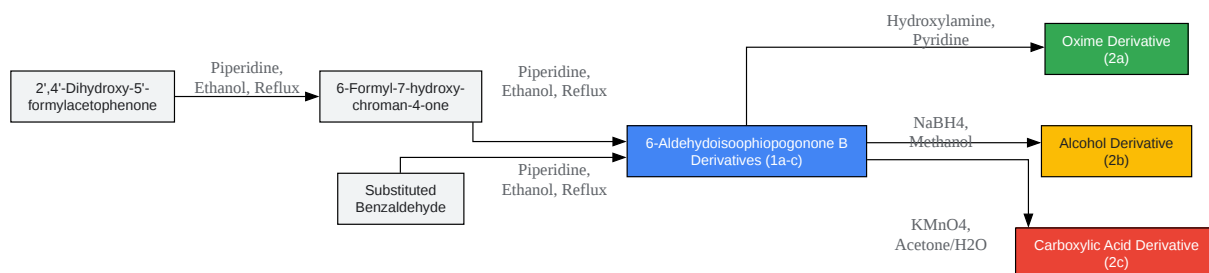 Hydroxylamine,
Pyridine
Oxime Derivative
(2a)
2',4'-Dihydroxy-5'-
formylacetophenone
Piperidine,
Ethanol, Reflux
6-Formyl-7-hydroxy-
chroman-4-one
Piperidine,
Ethanol, Reflux
6-Aldehydoisoophiopogonone B
Derivatives (1a-c)
NaBH4,
Methanol
Alcohol Derivative
(2b)
Substituted
Benzaldehyde
Piperidine,
Ethanol, Reflux
KMnO4,
Acetone/H2O
Carboxylic Acid Derivative
(2c)